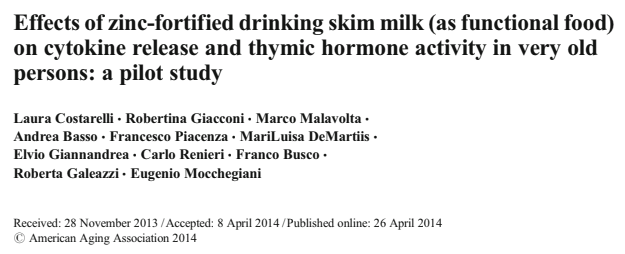 Effects of zinc-fortified drinking skim milk (as functional food)
on cytokine release and thymic hormone activity in very old
persons: a pilot study
Laura Costarelli · Robertina Giacconi · Marco Malavolta ·
Andrea Basso · Francesco Piacenza · MariLuisa DeMartiis ·
Elvio Giannandrea · Carlo Renieri · Franco Busco ·
Roberta Galeazzi · Eugenio Mocchegiani
Received: 28 November 2013 / Accepted: 8 April 2014 / Published online: 26 April 2014
© American Aging Association 2014